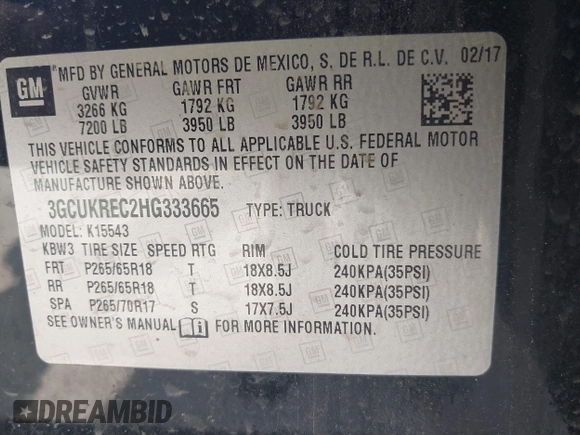 GM
MFD BY GENERAL MOTORS DE MEXICO, S. DE R.L. DE C.V. 02/17
GVWR GAWR FRT GAWR RR
3266 KG 1792 KG 1792 KG
7200 LB 3950 LB 3950 LB
THIS VEHICLE CONFORMS TO ALL APPLICABLE U.S. FEDERAL MOTOR
VEHICLE SAFETY STANDARDS IN EFFECT ON THE DATE OF
MANUFACTURE SHOWN ABOVE.
3GCUKREC2HG333665 TYPE: TRUCK
MODEL: K15543
KBW3 TIRE SIZE SPEED RTG RIM COLD TIRE PRESSURE
FRT P265/65R18 T 18X8.5J 240KPA(35PSI)
RR P265/65R18 T 18X8.5J 240KPA(35PSI)
SPA P265/70R17 S 17X7.5J 240KPA(35PSI)
SEE OWNER'S MANUAL FOR MORE INFORMATION.
DREAMBID